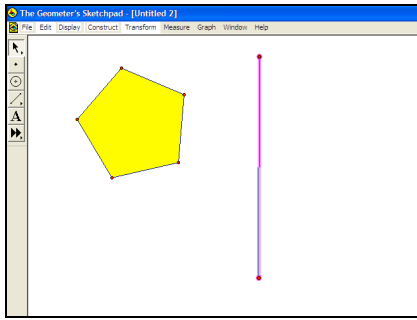 The Geometer's Sketchpad - [Untitled 2]
File Edit Display Construct Transform Measure Graph Window Help
A